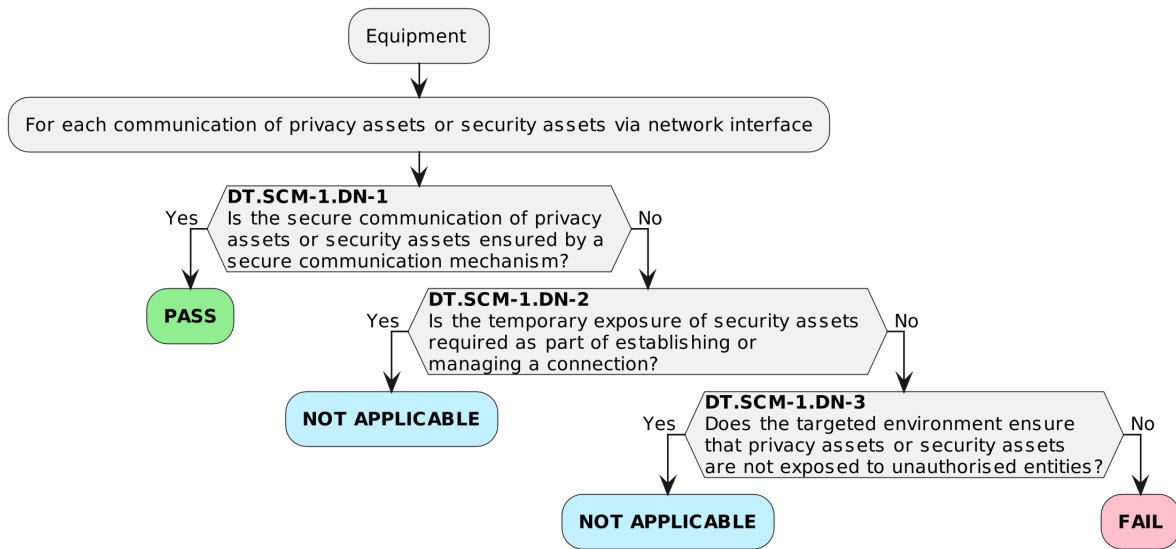 Equipment
For each communication of privacy assets or security assets via network interface
DT.SCM-1.DN-1
Yes
No
Is the secure communication of privacy
assets or security assets ensured by a
secure communication mechanism?
PASS
DT.SCM-1.DN-2
Yes
No
Is the temporary exposure of security assets
required as part of establishing or
managing a connection?
NOT APPLICABLE
DT.SCM-1.DN-3
Yes
No
Does the targeted environment ensure
that privacy assets or security assets
are not exposed to unauthorised entities?
NOT APPLICABLE
FAIL